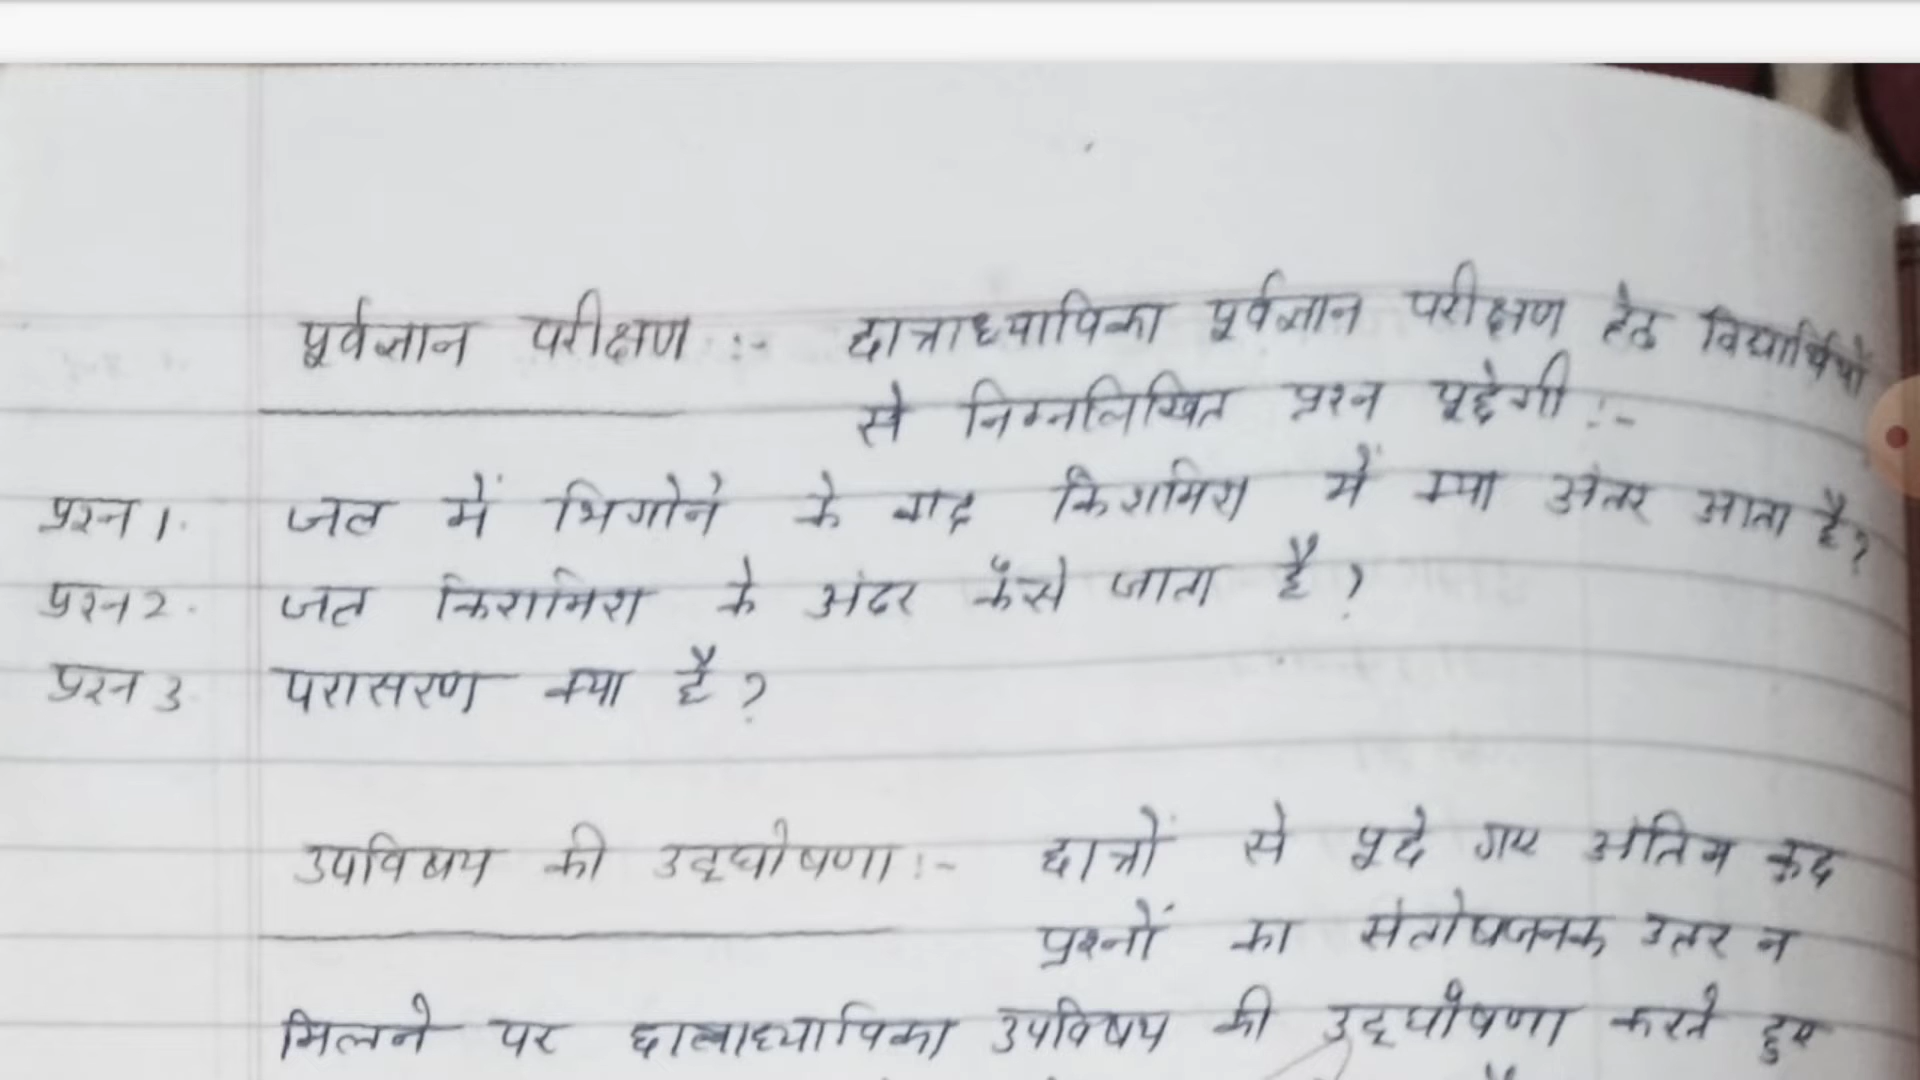 पूर्वज्ञान परीक्षण :- छात्राध्यापिका पूर्वज्ञान परीक्षण हेतु विद्यार्थियों
से निम्नलिखित प्रश्न पूछेगी :-
प्रश्न 1. जल में भिगोने के बाद किशमिश में क्या अंतर आता है?
प्रश्न 2. जल किशमिश के अंदर कैसे जाता है?
प्रश्न 3. परासरण क्या है?
उपविषय की उद्घोषणा :- छात्रों से पूछे गए अंतिम कुछ
प्रश्नों का संतोषजनक उत्तर न
मिलने पर छात्राध्यापिका उपविषय की उद्घोषणा करते हुए